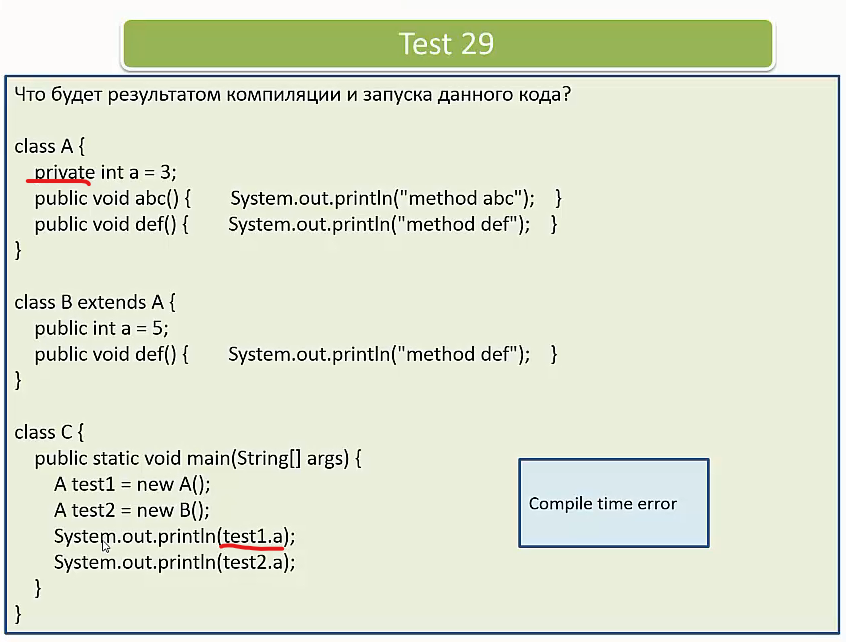 Test 29
Что будет результатом компиляции и запуска данного кода?
class A {
private int a = 3;
public void abc() { System.out.println("method abc"); }
public void def() { System.out.println("method def"); }
}
class B extends A {
public int a = 5;
public void def() { System.out.println("method def"); }
}
class C {
public static void main(String[] args) {
A test1 = new A();
A test2 = new B();
System.out.println(test1.a);
System.out.println(test2.a);
}
}
Compile time error